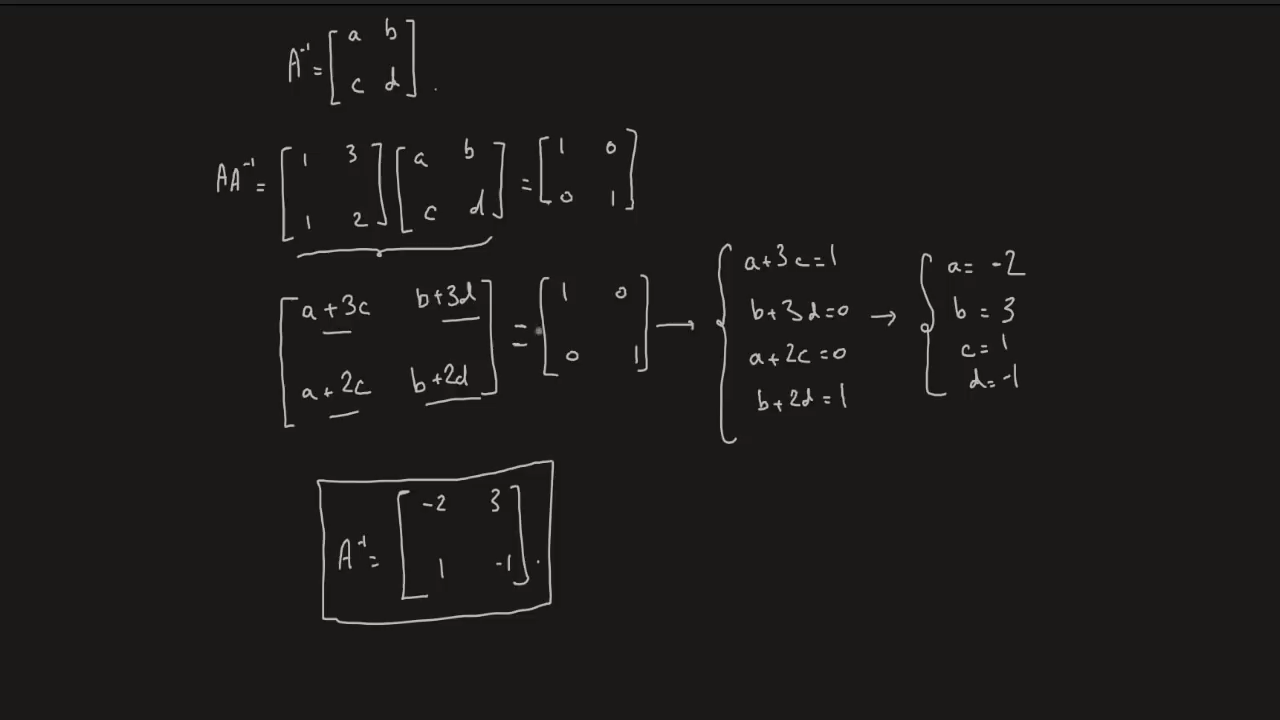 A⁻¹ = [ a b
c d ] .
AA⁻¹ = [ 1 3 ] [ a b ] = [ 1 0 ]
[ 1 2 ] [ c d ] [ 0 1 ]
[ a+3c b+3d ] = [ 1 0 ] → { a+3c=1
[ a+2c b+2d ] [ 0 1 ] b+3d=0
a+2c=0
b+2d=1
→ { a= -2
b = 3
c=1
d=-1
A⁻¹ = [ -2 3
1 -1 ] .